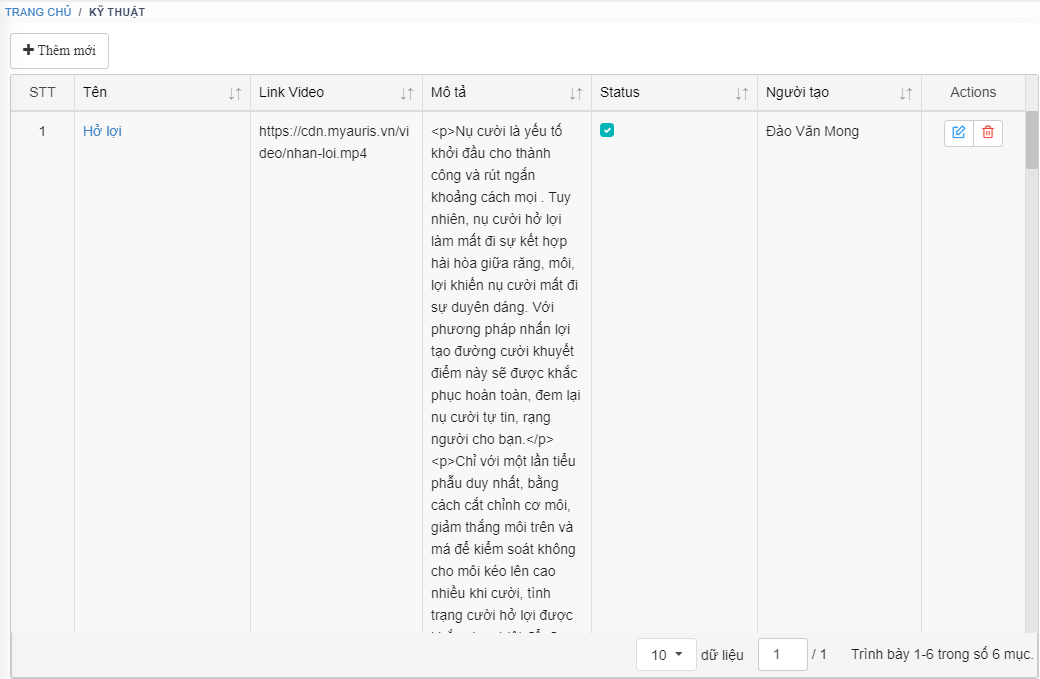 TRANG CHỦ / KỸ THUẬT
Thêm mới
STT Tên Link Video Mô tả Status Người tạo Actions
1 Hở lợi https://cdn.myauris.vn/vi <p>Nụ cười là yếu tố Đào Văn Mong
deo/nhan-loi.mp4 khởi đầu cho thành
công và rút ngắn
khoảng cách mọi . Tuy
nhiên, nụ cười hở lợi
làm mất đi sự kết hợp
hài hòa giữa răng, môi,
lợi khiến nụ cười mất đi
sự duyên dáng. Với
phương pháp nhấn lợi
tạo đường cười khuyết
điểm này sẽ được khắc
phục hoàn toàn, đem lại
nụ cười tự tin, rạng
người cho bạn.</p>
<p>Chỉ với một lần tiểu
phẫu duy nhất, bằng
cách cắt chỉnh cơ môi,
giảm thắng môi trên và
má để kiểm soát không
cho môi kéo lên cao
nhiều khi cười, tình
trạng cười hở lợi được
10 dữ liệu 1 / 1 Trình bày 1-6 trong số 6 mục.